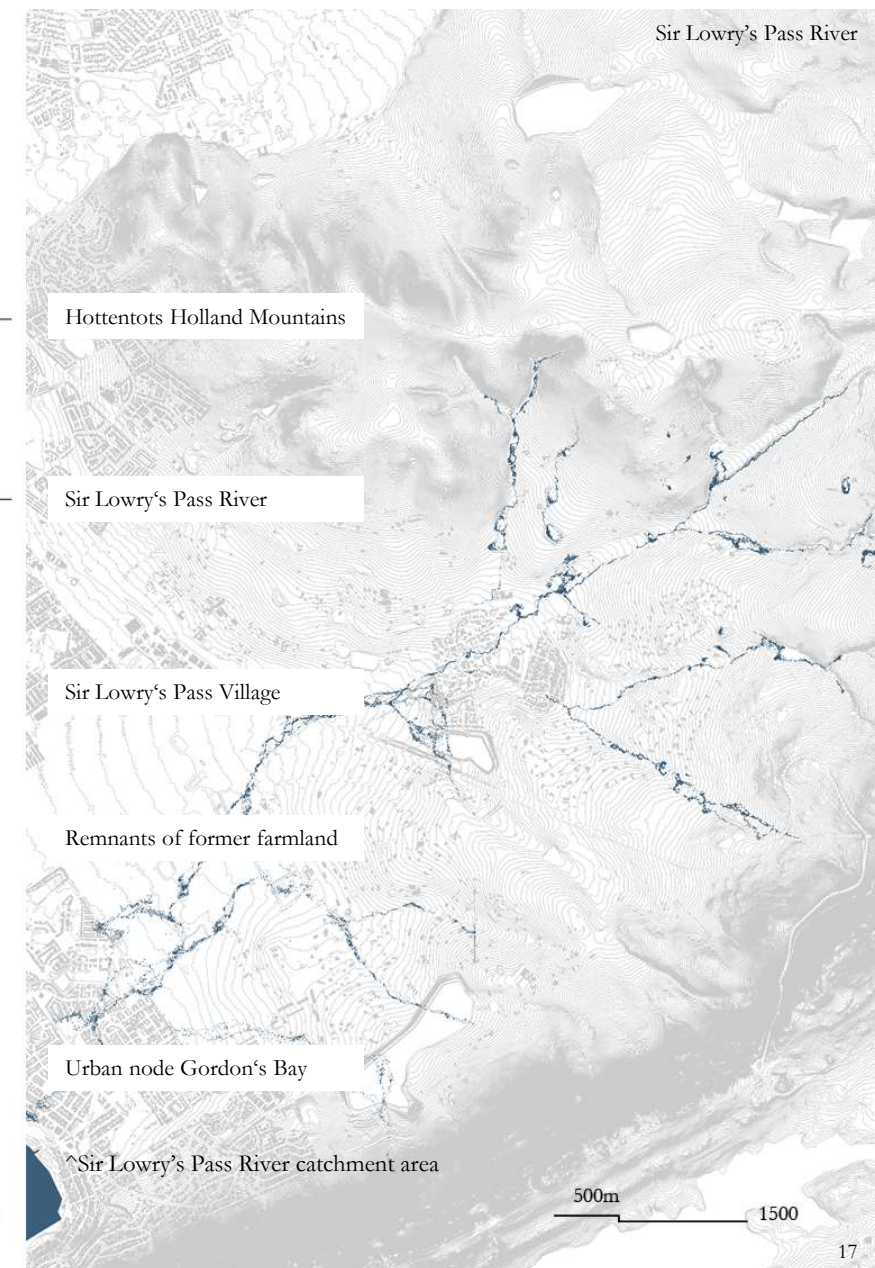 Sir Lowry's Pass River
Hottentots Holland Mountains
Sir Lowry‘s Pass River
Sir Lowry‘s Pass Village
Remnants of former farmland
Urban node Gordon‘s Bay
^Sir Lowry’s Pass River catchment area
500m
1500
17